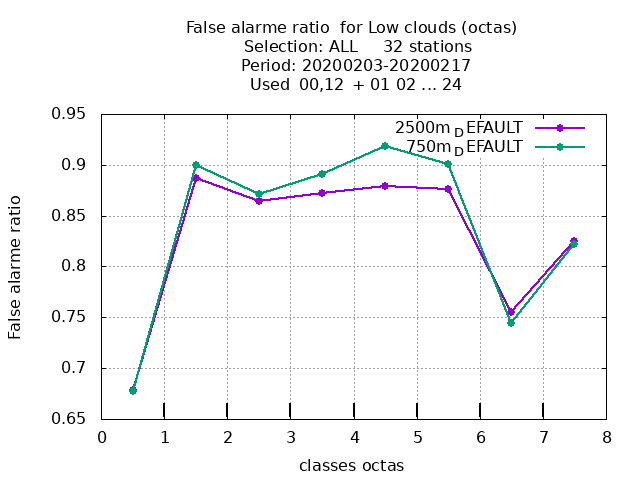 False alarme ratio  for Low clouds (octas)
Selection: ALL     32 stations
Period: 20200203-20200217
Used  00,12  + 01 02 ... 24
0.95
0.9
0.85
0.8
0.75
0.7
0.65
False alarme ratio
2500m_DEFAULT
750m_DEFAULT
0 1 2 3 4 5 6 7 8
classes octas